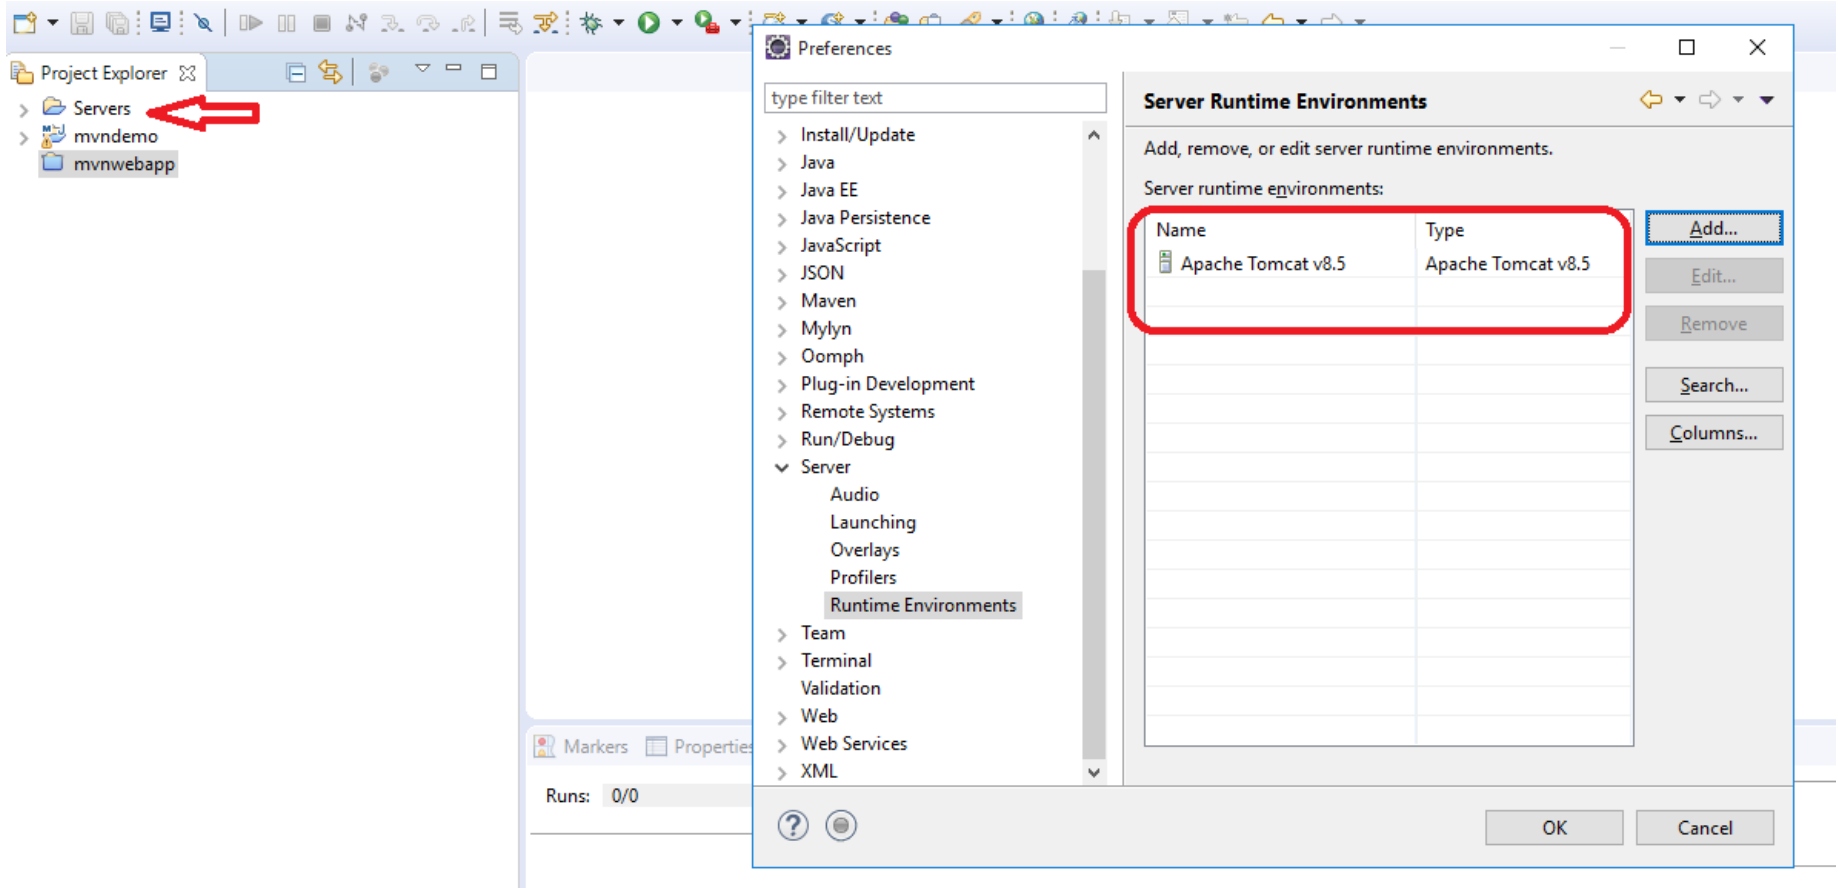 Project Explorer
Servers
mvndemo
mvnwebapp
Markers
Properties
Runs: 0/0
Preferences
type filter text
Install/Update
Java
Java EE
Java Persistence
JavaScript
JSON
Maven
Mylyn
Oomph
Plug-in Development
Remote Systems
Run/Debug
Server
Audio
Launching
Overlays
Profilers
Runtime Environments
Team
Terminal
Validation
Web
Web Services
XML
Server Runtime Environments
Add, remove, or edit server runtime environments.
Server runtime environments:
Name Type
Apache Tomcat v8.5 Apache Tomcat v8.5
Add...
Edit...
Remove
Search...
Columns...
OK
Cancel